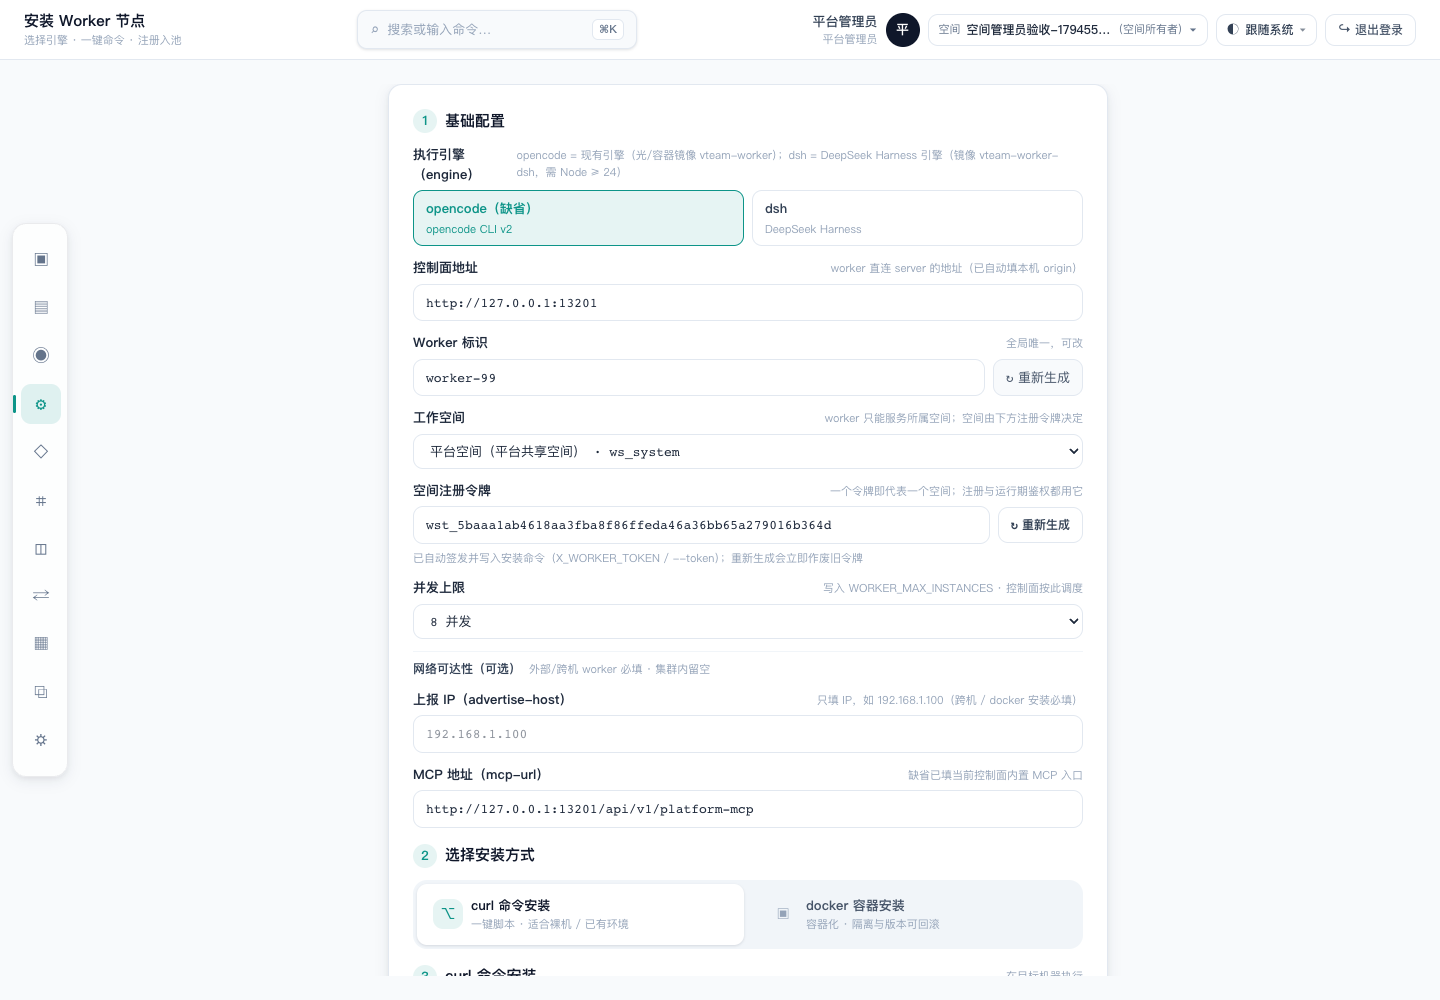 安装 Worker 节点
选择引擎 · 一键命令 · 注册入池
搜索或输入命令... ⌘K
平台管理员
平台管理员
平
空间 空间管理员验收-179455... (空间所有者)
跟随系统
退出登录
1 基础配置
执行引擎（engine）
opencode = 现有引擎（光/容器镜像 vteam-worker）；dsh = DeepSeek Harness 引擎（镜像 vteam-worker-
dsh，需 Node ≥ 24）
opencode（缺省）
opencode CLI v2
dsh
DeepSeek Harness
控制面地址 worker 直连 server 的地址（已自动填本机 origin）
http://127.0.0.1:13201
Worker 标识 全局唯一，可改
worker-99 ↻ 重新生成
工作空间 worker 只能服务所属空间；空间由下方注册令牌决定
平台空间（平台共享空间） · ws_system
空间注册令牌 一个令牌即代表一个空间；注册与运行期鉴权都用它
wst_5baaa1ab4618aa3fba8f86ffeda46a36bb65a279016b364d ↻ 重新生成
已自动签发并写入安装命令（X_WORKER_TOKEN / --token）；重新生成会立即作废旧令牌
并发上限 写入 WORKER_MAX_INSTANCES · 控制面按此调度
8 并发
网络可达性（可选） 外部/跨机 worker 必填 · 集群内留空
上报 IP（advertise-host） 只填 IP，如 192.168.1.100（跨机 / docker 安装必填）
192.168.1.100
MCP 地址（mcp-url） 缺省已填当前控制面内置 MCP 入口
http://127.0.0.1:13201/api/v1/platform-mcp
2 选择安装方式
curl 命令安装
一键脚本 · 适合裸机 / 已有环境
docker 容器安装
容器化 · 隔离与版本可回滚
3 curl 命令安装 在目标机器执行